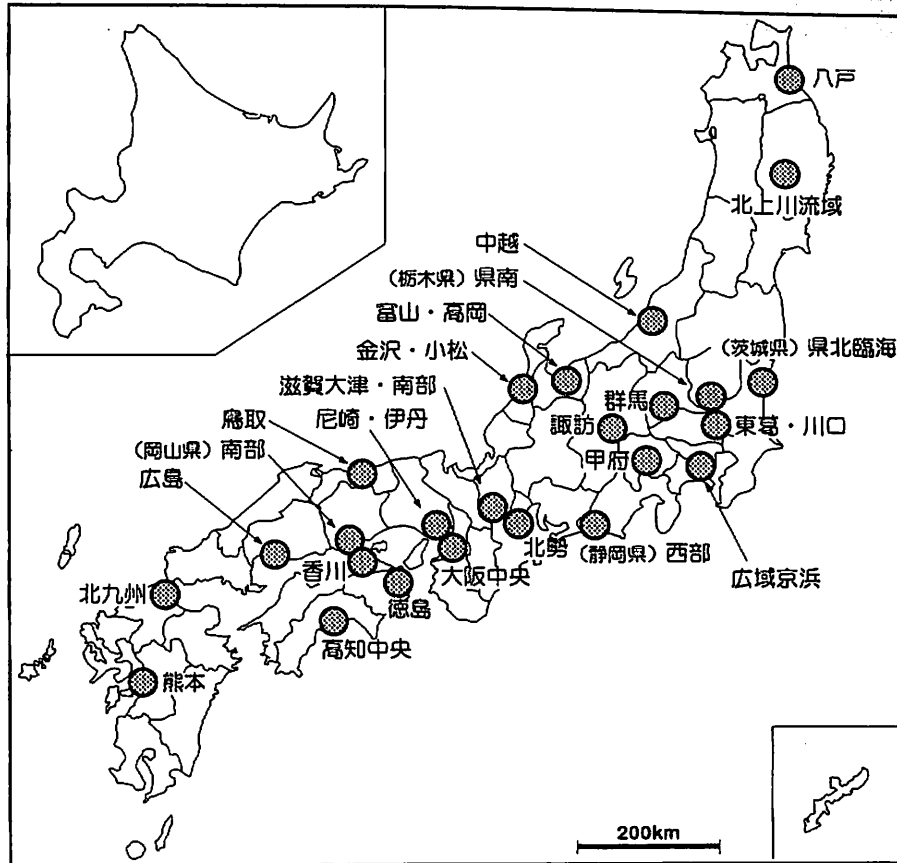 八戸
北上川流域
中越
（栃木県）県南
富山・高岡
（茨城県）県北臨海
金沢・小松
滋賀大津・南部
群馬
尼崎・伊丹
諏訪
東葛・川口
鳥取
（岡山県）南部
甲府
広島
北勢
（静岡県）西部
香川
大阪中央
広域京浜
北九州
徳島
高知中央
熊本
200km